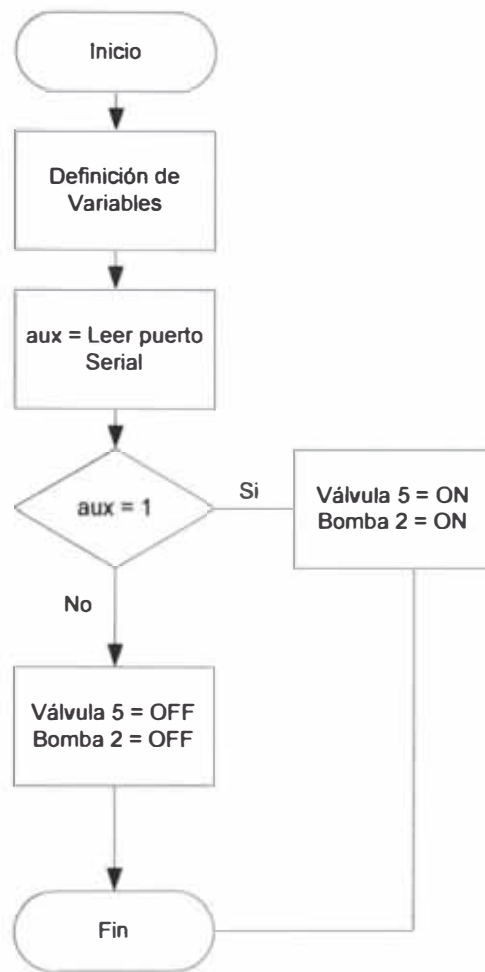 Inicio
Definición de
Variables
aux = Leer puerto
Serial
aux = 1
Si
Válvula 5 = ON
Bomba 2 = ON
No
Válvula 5 = OFF
Bomba 2 = OFF
Fin